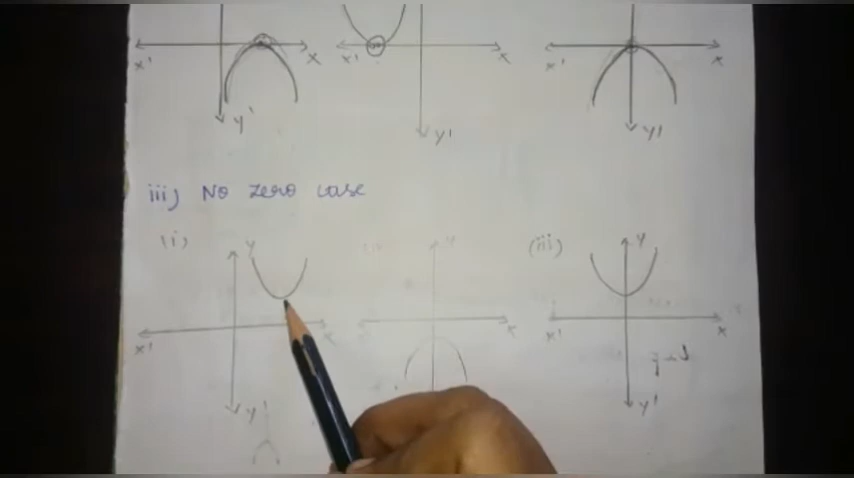 x' x x' x x' x
y' y' y'
iii) No zero case
(i) y y (iii) y
x' x x x' x
y' y'